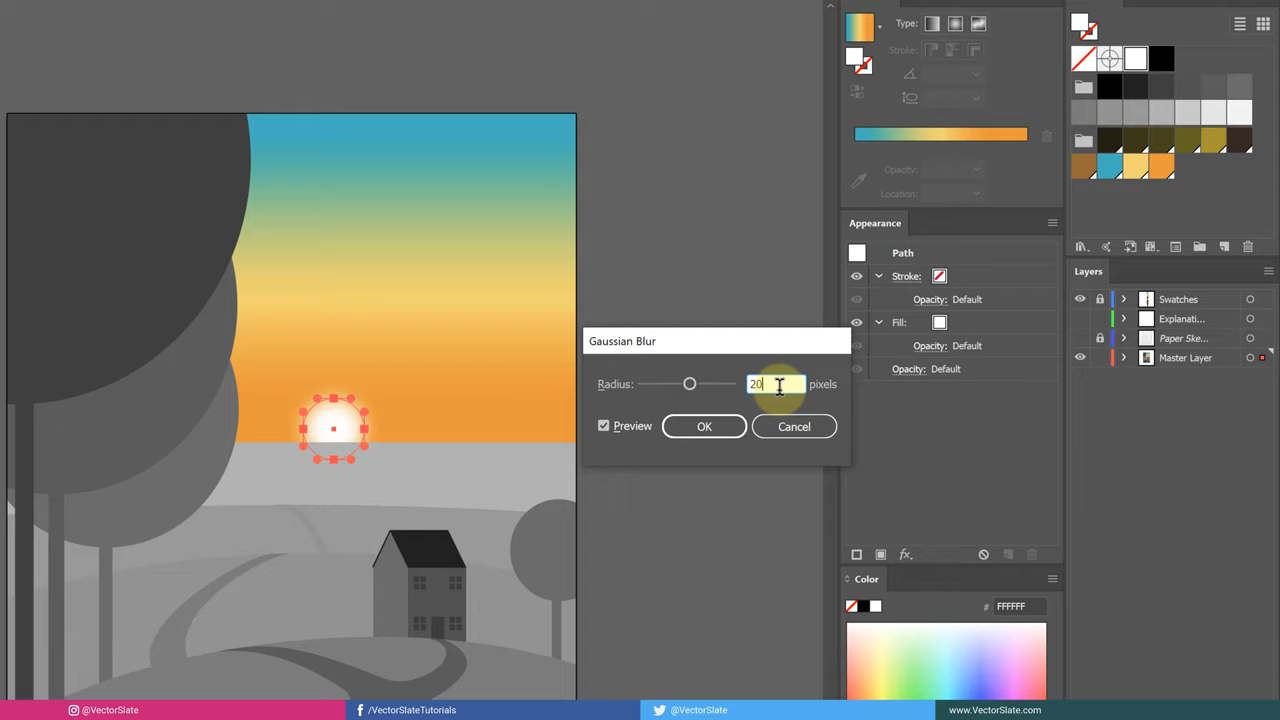 Type:
Stroke:
Opacity:
Location:
Appearance
Path
Stroke:
Opacity: Default
Fill:
Opacity: Default
Opacity: Default
fx.
Color
# FFFFFF
Layers
Swatches
Explanati...
Paper Ske...
Master Layer
Gaussian Blur
Radius:
20
pixels
Preview
OK
Cancel
@VectorSlate
/VectorSlateTutorials
@VectorSlate
www.VectorSlate.com